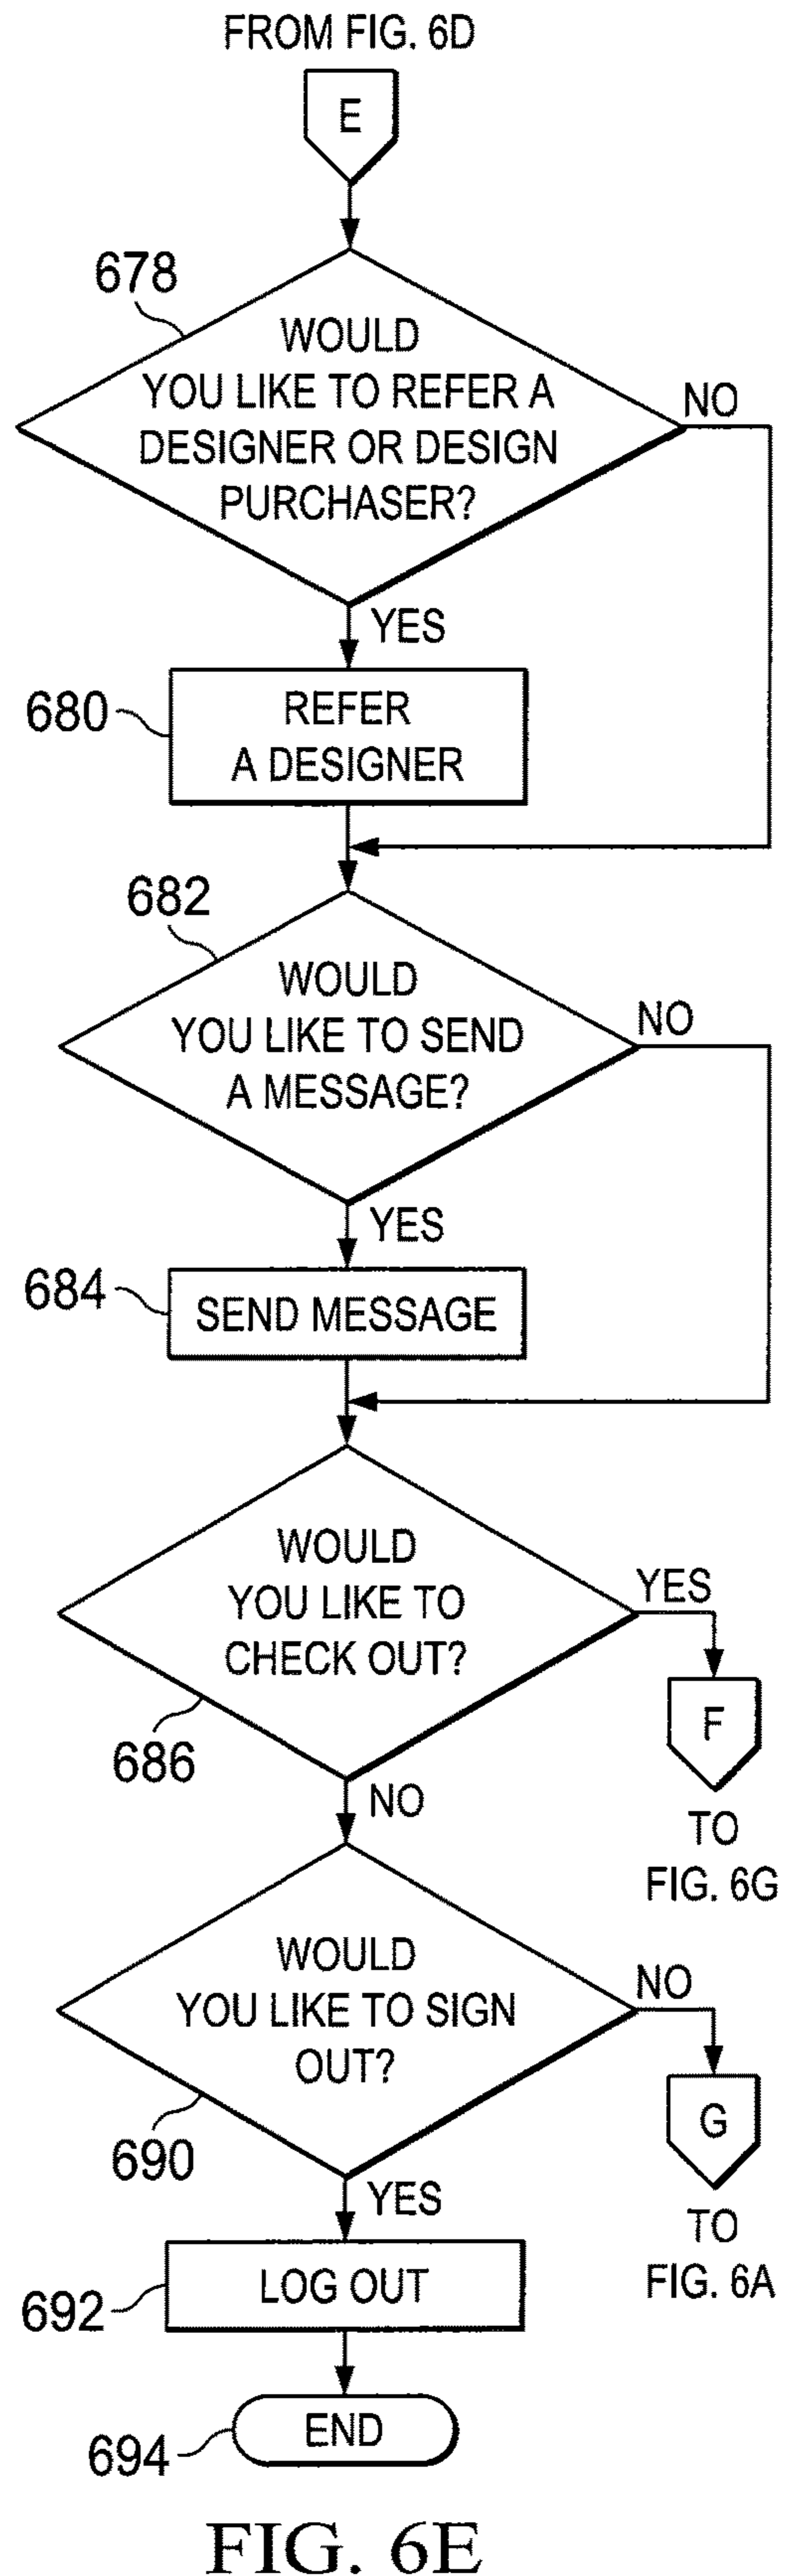 FROM FIG. 6D
E
678
WOULD
YOU LIKE TO REFER A
DESIGNER OR DESIGN
PURCHASER?
NO
YES
680
REFER
A DESIGNER
682
WOULD
YOU LIKE TO SEND
A MESSAGE?
NO
YES
684
SEND MESSAGE
WOULD
YOU LIKE TO
CHECK OUT?
YES
686
F
NO
TO
FIG. 6G
WOULD
YOU LIKE TO SIGN
OUT?
NO
690
G
YES
TO
FIG. 6A
692
LOG OUT
694
END
FIG. 6E